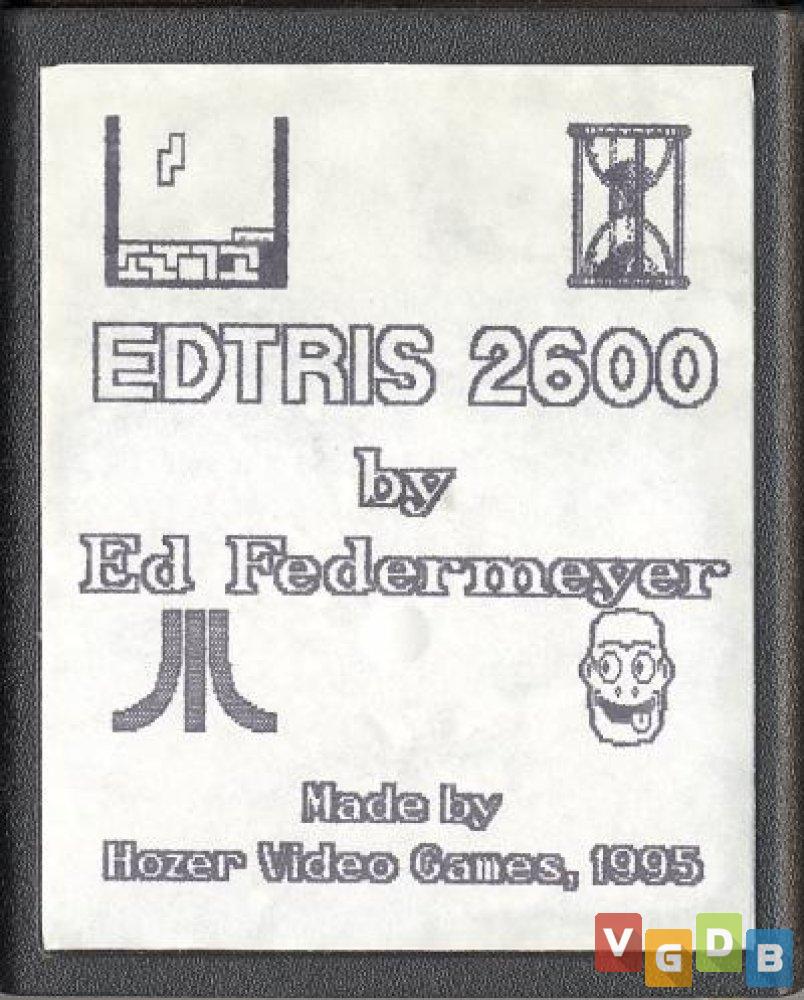 EDTRIS 2600
by
Ed Federmeyer
Made by
Hozer Video Games, 1995
VGDB